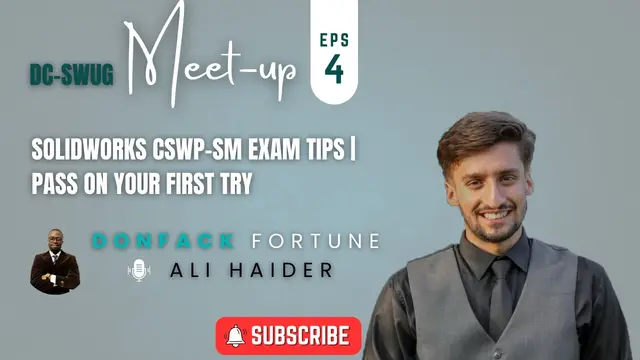 DC-SWUG Meet-up
EPS
4
SOLIDWORKS CSWP-SM EXAM TIPS |
PASS ON YOUR FIRST TRY
DONFACK FORTUNE
ALI HAIDER
SUBSCRIBE